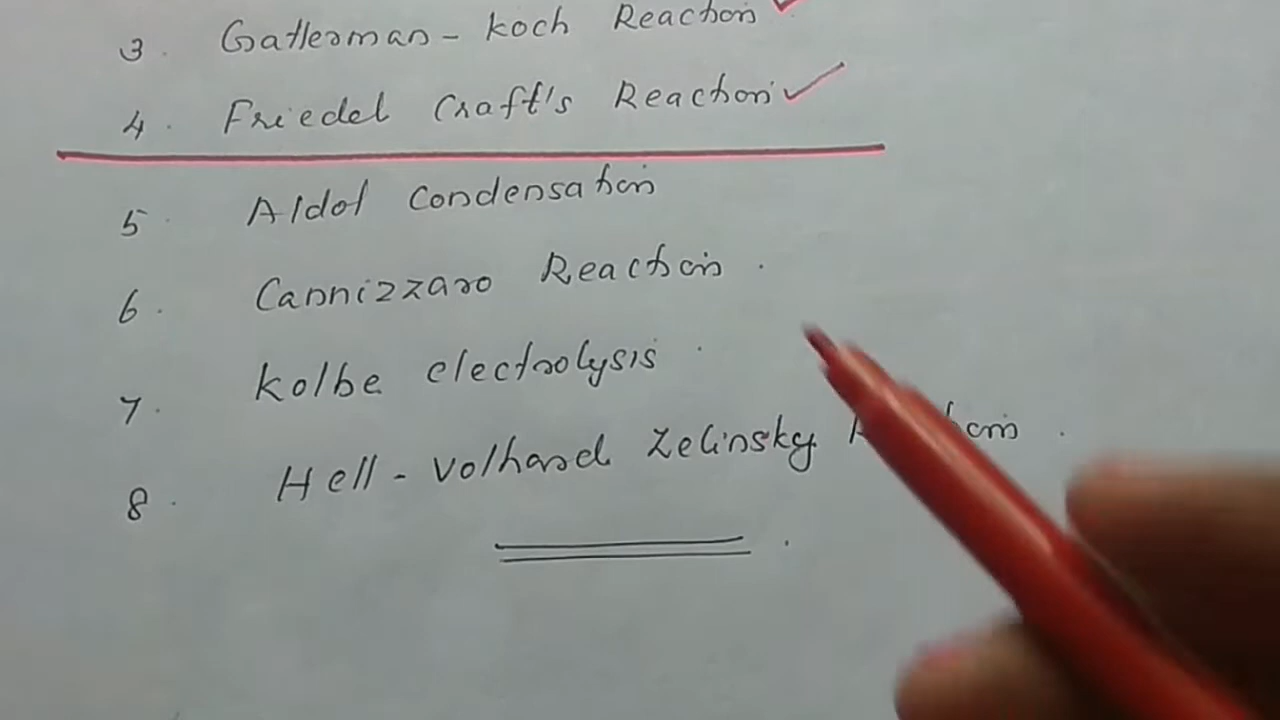 3. Gatterman - Koch Reaction
4. Friedel Craft's Reaction
5. Aldol Condensation
6. Cannizzaro Reaction.
7. Kolbe electrolysis.
8. Hell - Volhard Zelinsky